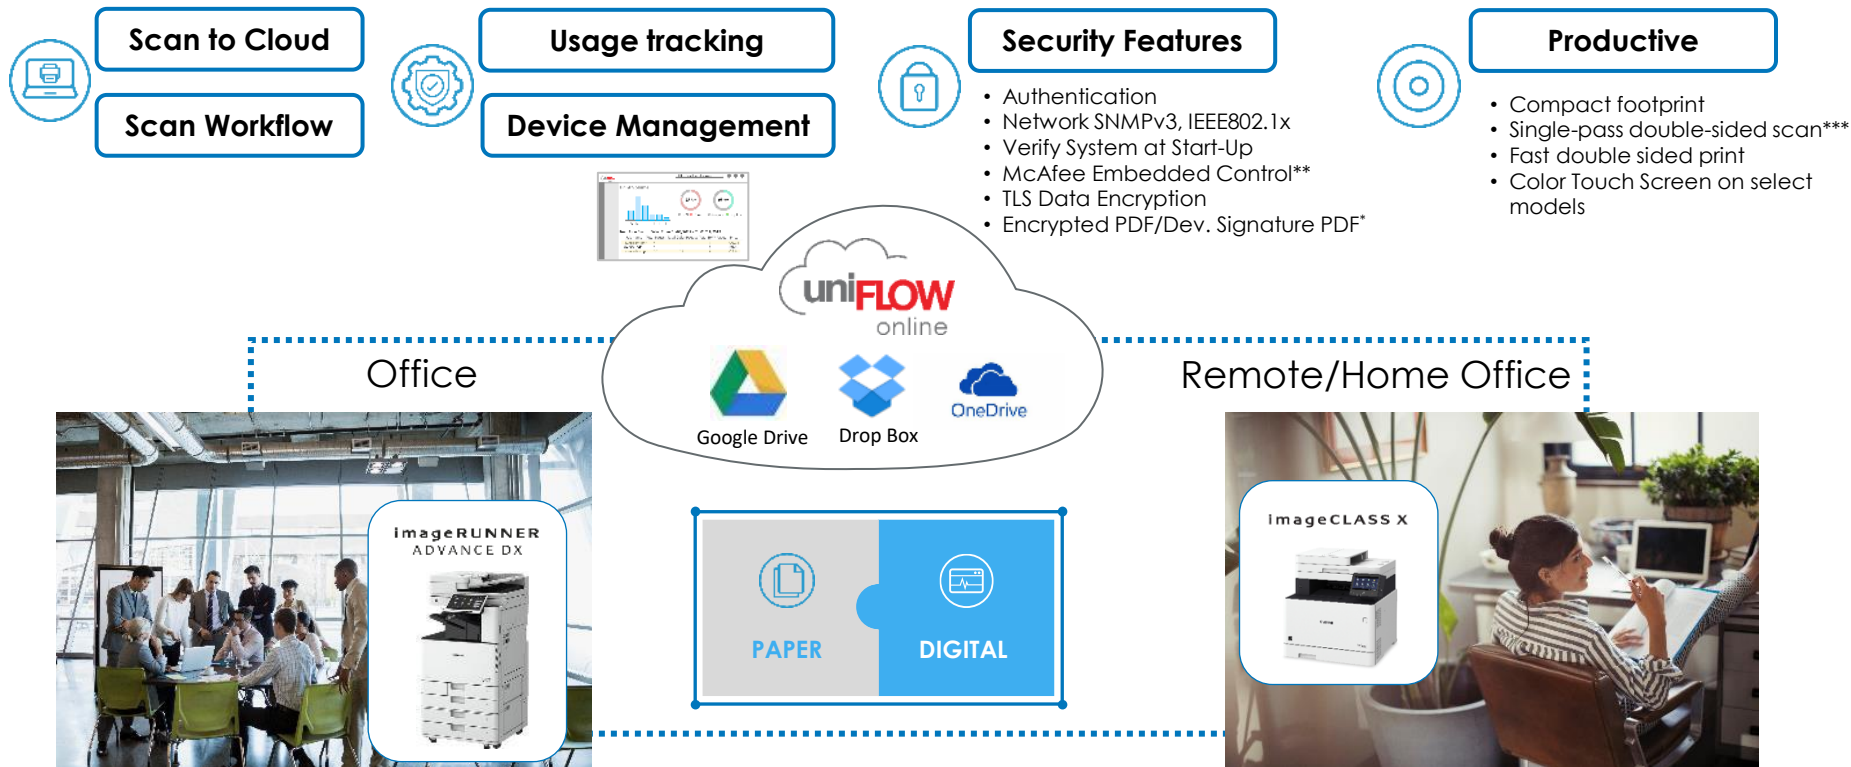 Scan to Cloud
Scan Workflow
Usage tracking
Device Management
Security Features
• Authentication
• Network SNMPv3, IEEE802.1x
• Verify System at Start-Up
• McAfee Embedded Control**
• TLS Data Encryption
• Encrypted PDF/Dev. Signature PDF*
Productive
• Compact footprint
• Single-pass double-sided scan***
• Fast double sided print
• Color Touch Screen on select
models
uniFLOW
online
Google Drive
Drop Box
OneDrive
Office
Remote/Home Office
imageRUNNER
ADVANCE DX
PAPER
DIGITAL
imageCLASS X